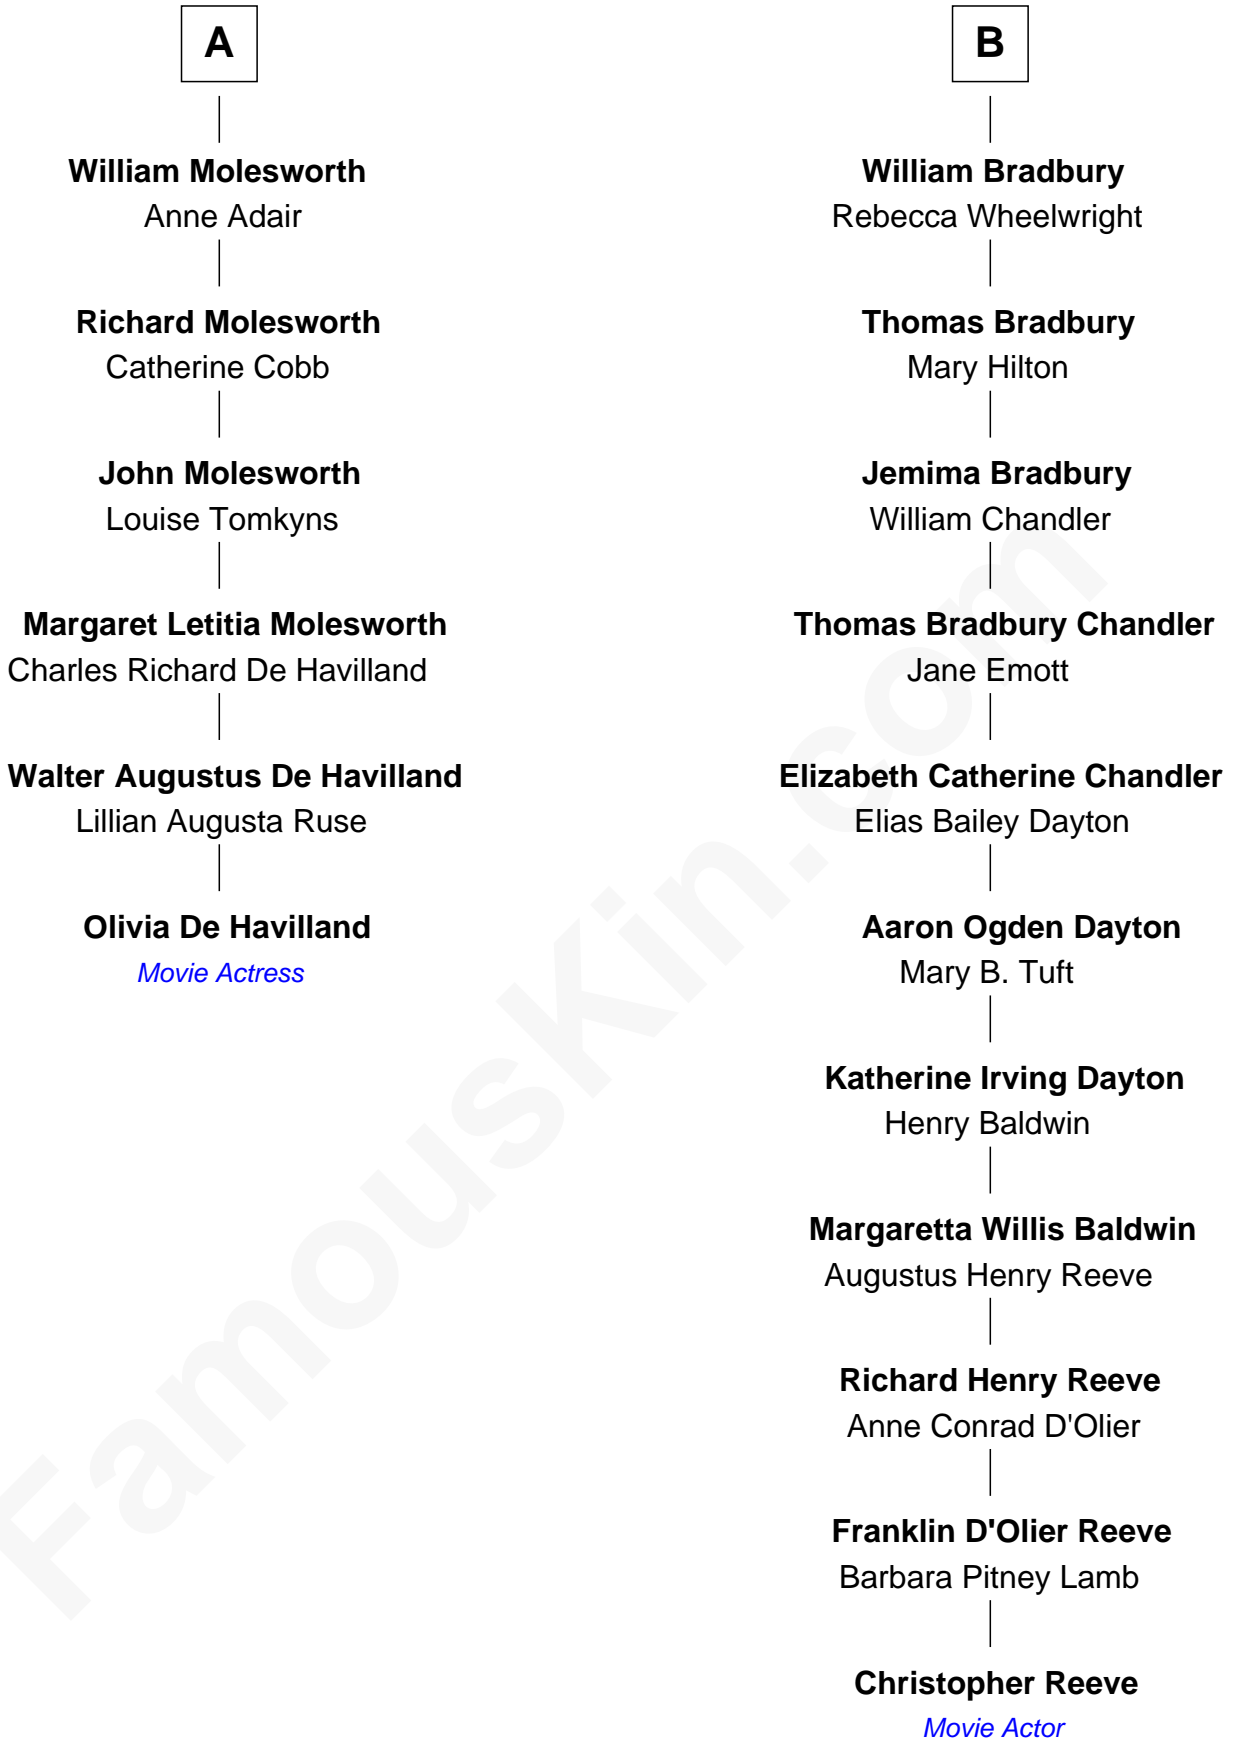 A
William Molesworth
Anne Adair
Richard Molesworth
Catherine Cobb
John Molesworth
Louise Tomkyns
Margaret Letitia Molesworth
Charles Richard De Havilland
Walter Augustus De Havilland
Lillian Augusta Ruse
Olivia De Havilland
Movie Actress
B
William Bradbury
Rebecca Wheelwright
Thomas Bradbury
Mary Hilton
Jemima Bradbury
William Chandler
Thomas Bradbury Chandler
Jane Emott
Elizabeth Catherine Chandler
Elias Bailey Dayton
Aaron Ogden Dayton
Mary B. Tuft
Katherine Irving Dayton
Henry Baldwin
Margaretta Willis Baldwin
Augustus Henry Reeve
Richard Henry Reeve
Anne Conrad D'Olier
Franklin D'Olier Reeve
Barbara Pitney Lamb
Christopher Reeve
Movie Actor
FamousKin.com